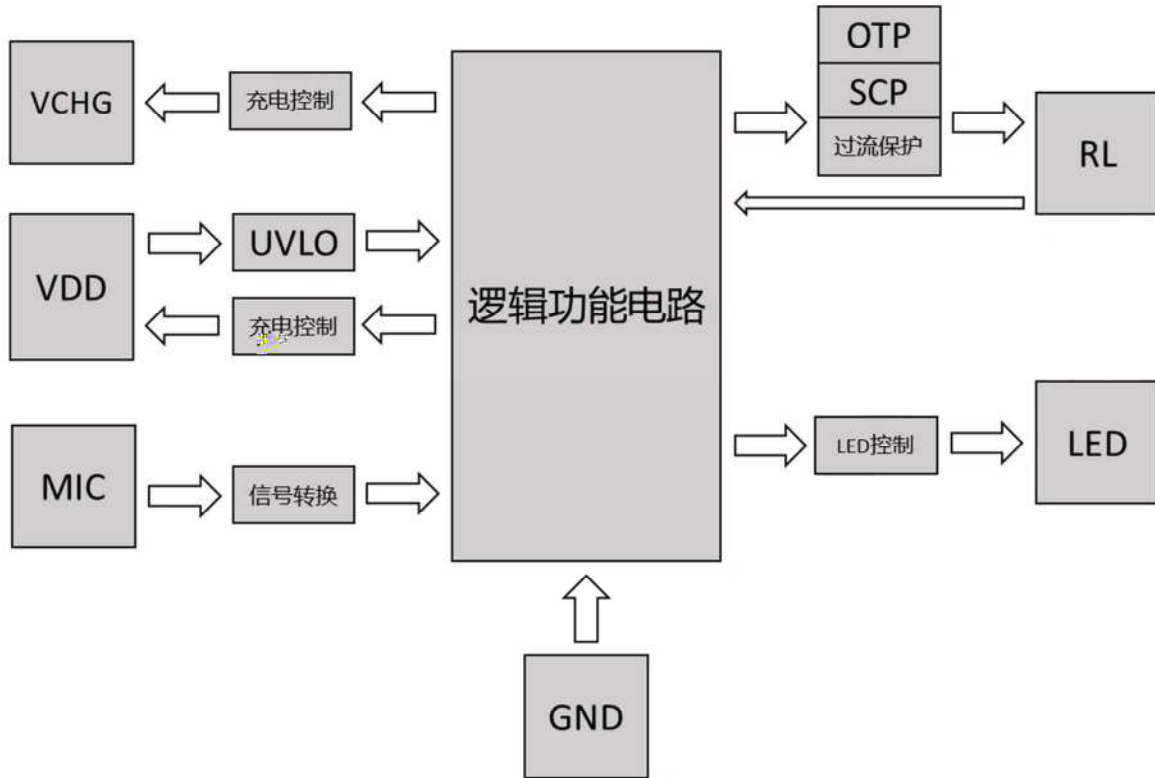 OTP
SCP
过流保护
VCHG
充电控制
RL
VDD
UVLO
充电控制
逻辑功能电路
MIC
信号转换
LED控制
LED
GND